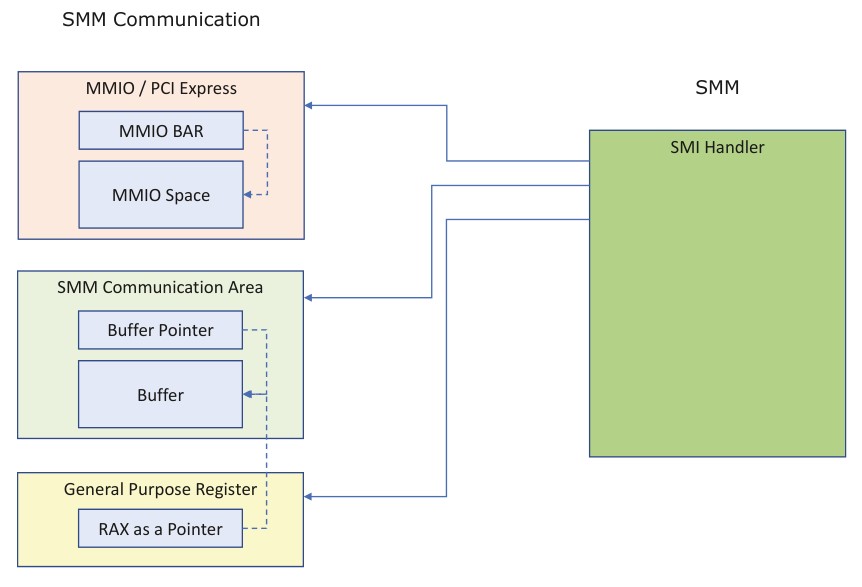 SMM Communication
MMIO / PCI Express
MMIO BAR
MMIO Space
SMM Communication Area
Buffer Pointer
Buffer
General Purpose Register
RAX as a Pointer
SMM
SMI Handler